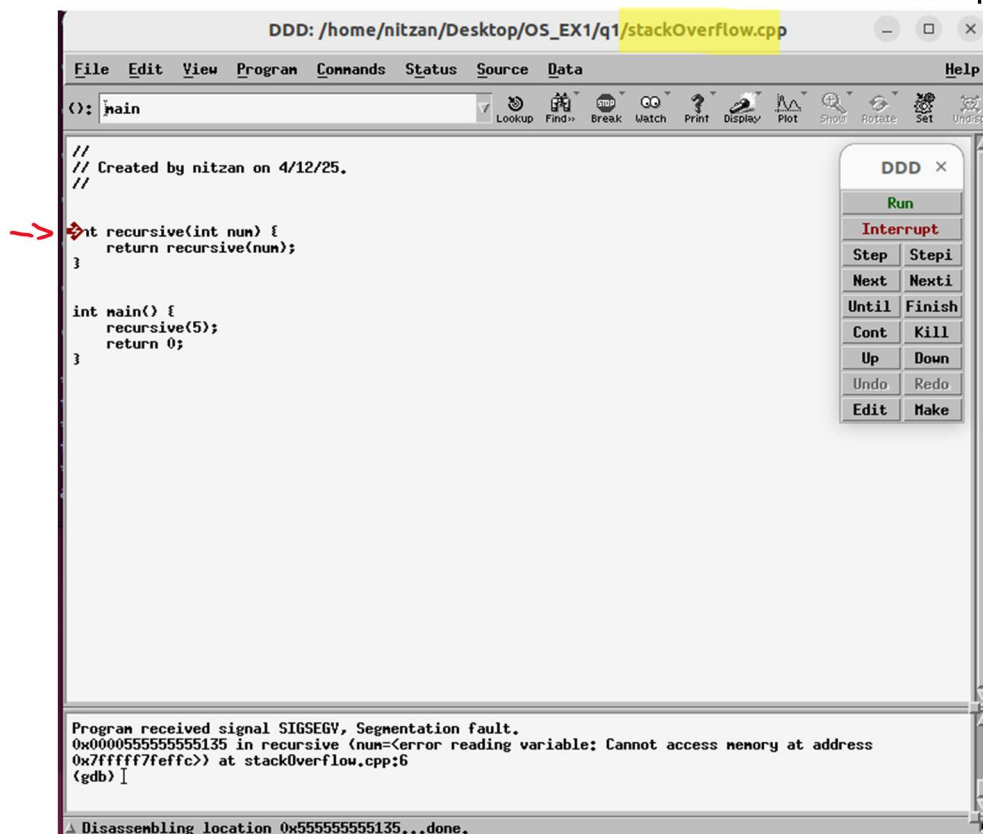 DDD: /home/nitzan/Desktop/OS_EX1/q1/stackOverflow.cpp
File Edit View Program Commands Status Source Data Help
(): main
Lookup Find>> Break Watch Print Display Plot Show Rotate Set Undisp
//
// Created by nitzan on 4/12/25.
//
int recursive(int num) {
return recursive(num);
}
int main() {
recursive(5);
return 0;
}
DDD
Run
Interrupt
Step Stepi
Next Nexti
Until Finish
Cont Kill
Up Down
Undo Redo
Edit Make
Program received signal SIGSEGV, Segmentation fault.
0x0000555555555135 in recursive (num=<error reading variable: Cannot access memory at address
0x7fffff7feffc>) at stackOverflow.cpp:6
(gdb)
Disassembling location 0x555555555135...done.